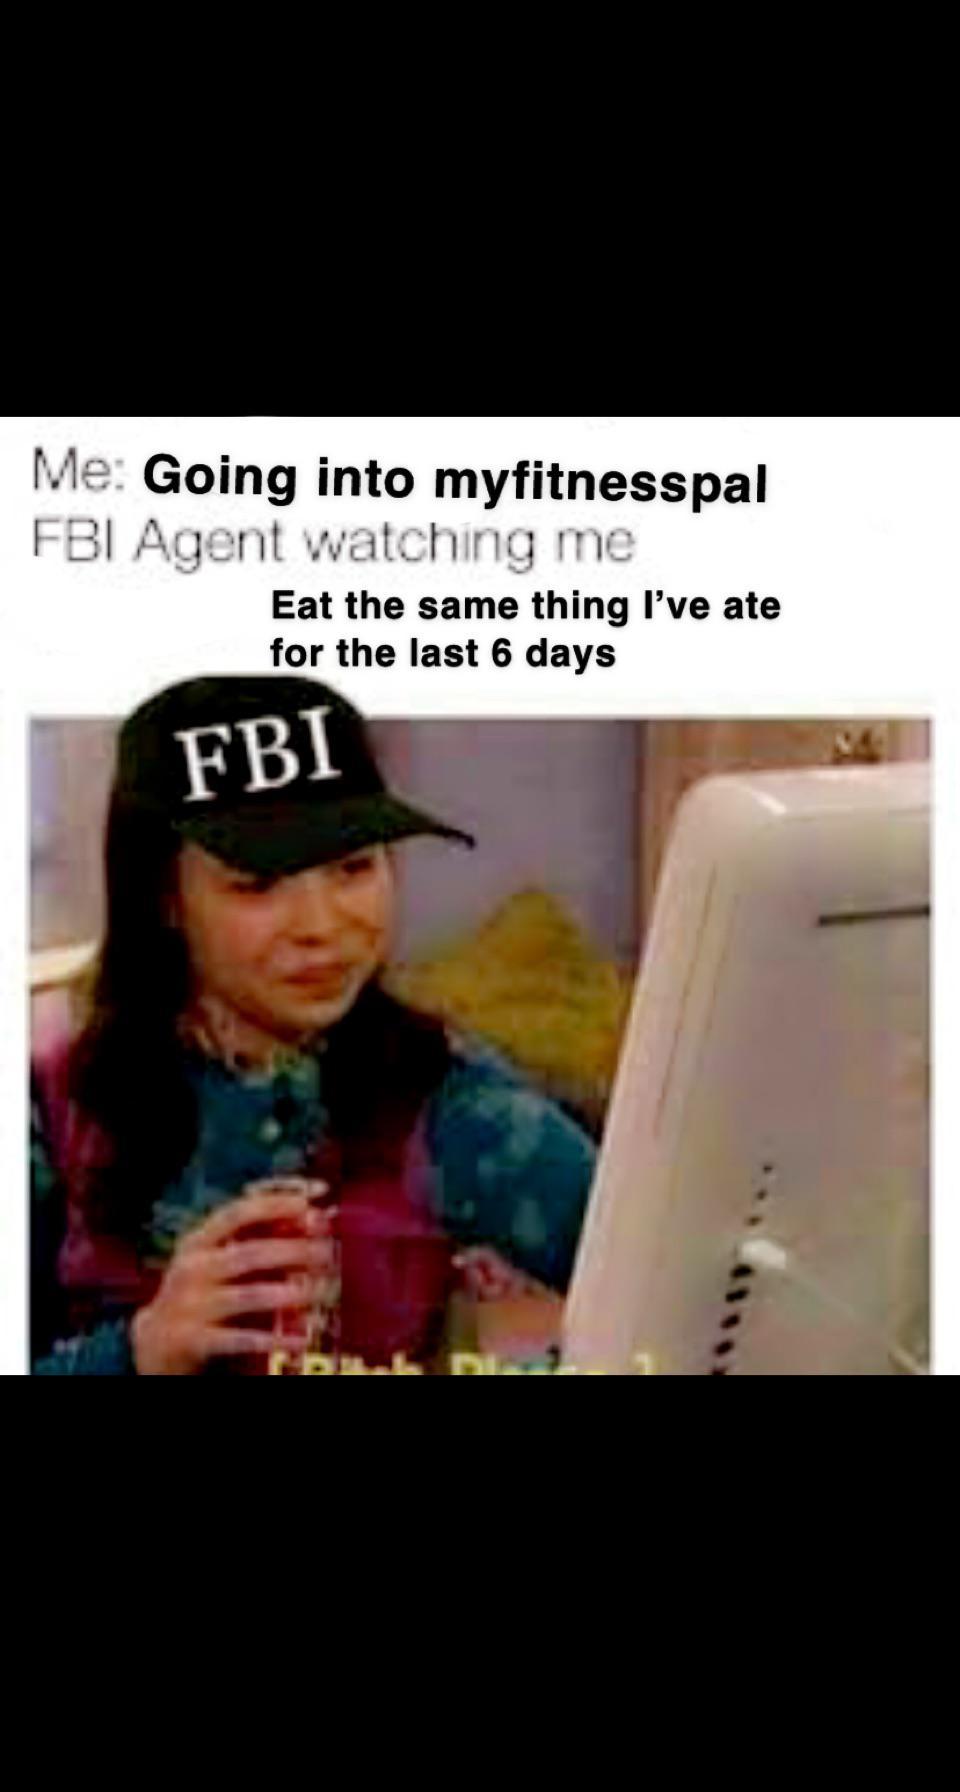 Me: Going into myfitnesspal
FBI Agent watching me
Eat the same thing I’ve ate
for the last 6 days
FBI